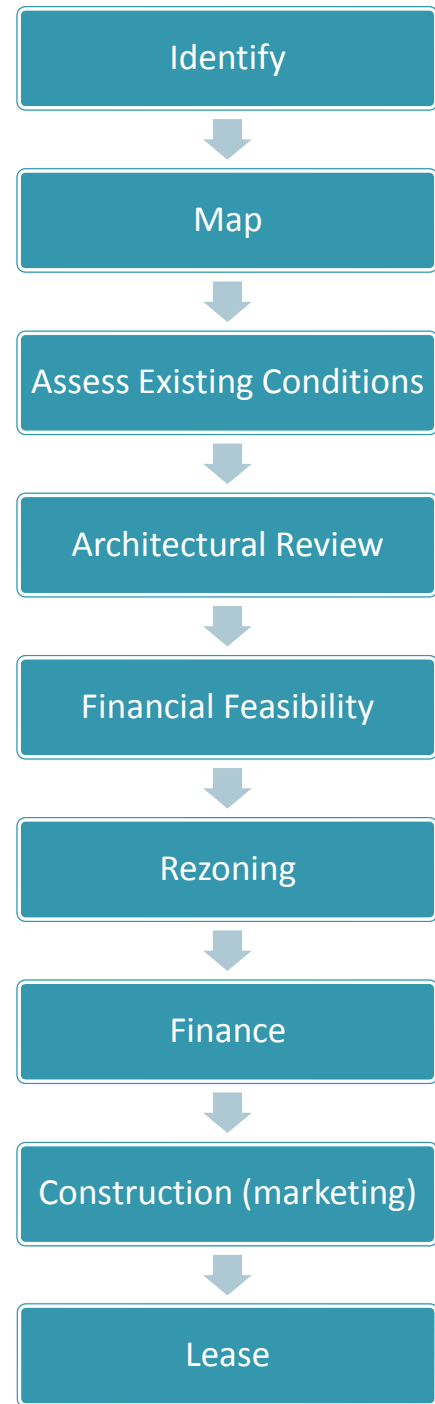 Identify
Map
Assess Existing Conditions
Architectural Review
Financial Feasibility
Rezoning
Finance
Construction (marketing)
Lease